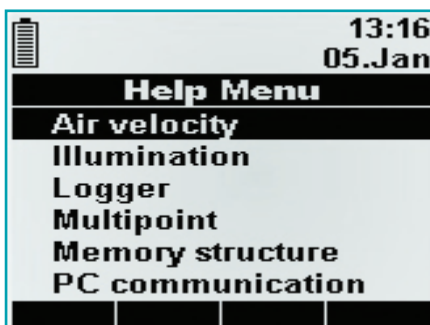 13:16
05.Jan
Help Menu
Air velocity
Illumination
Logger
Multipoint
Memory structure
PC communication